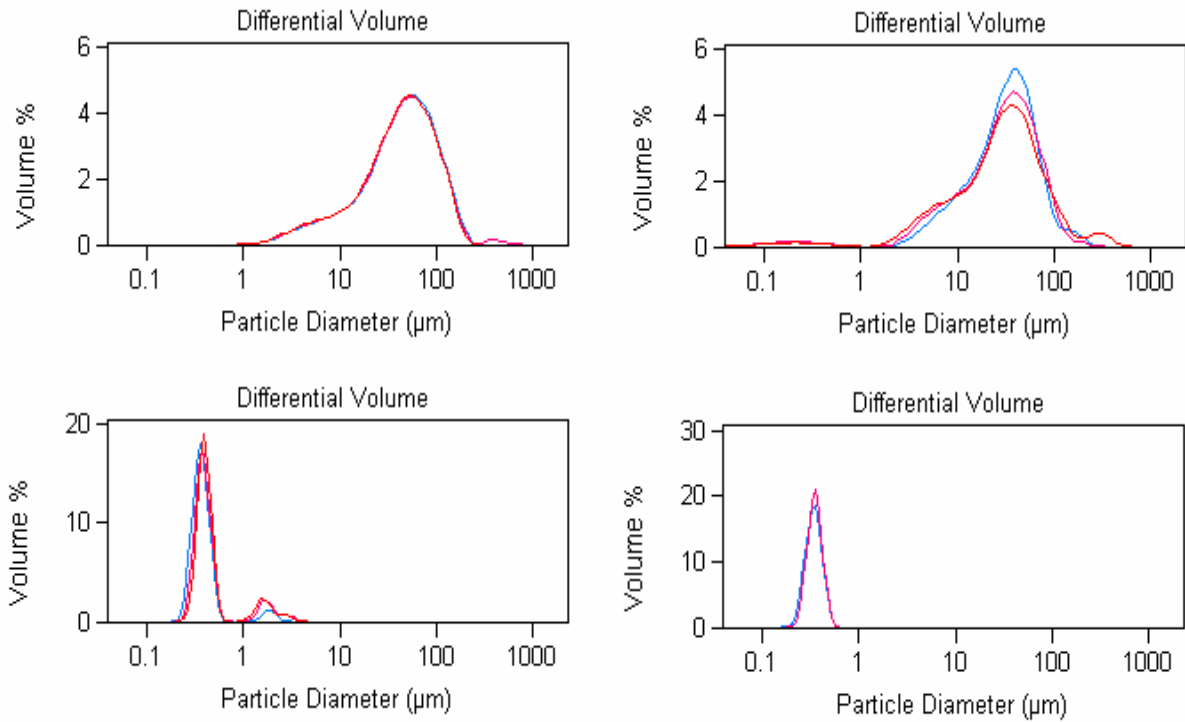 Differential Volume
6
4
2
0
Volume %
0.1 1 10 100 1000
Particle Diameter (µm)
Differential Volume
6
4
2
0
Volume %
0.1 1 10 100 1000
Particle Diameter (µm)
Differential Volume
20
10
0
Volume %
0.1 1 10 100 1000
Particle Diameter (µm)
Differential Volume
30
20
10
0
Volume %
0.1 1 10 100 1000
Particle Diameter (µm)